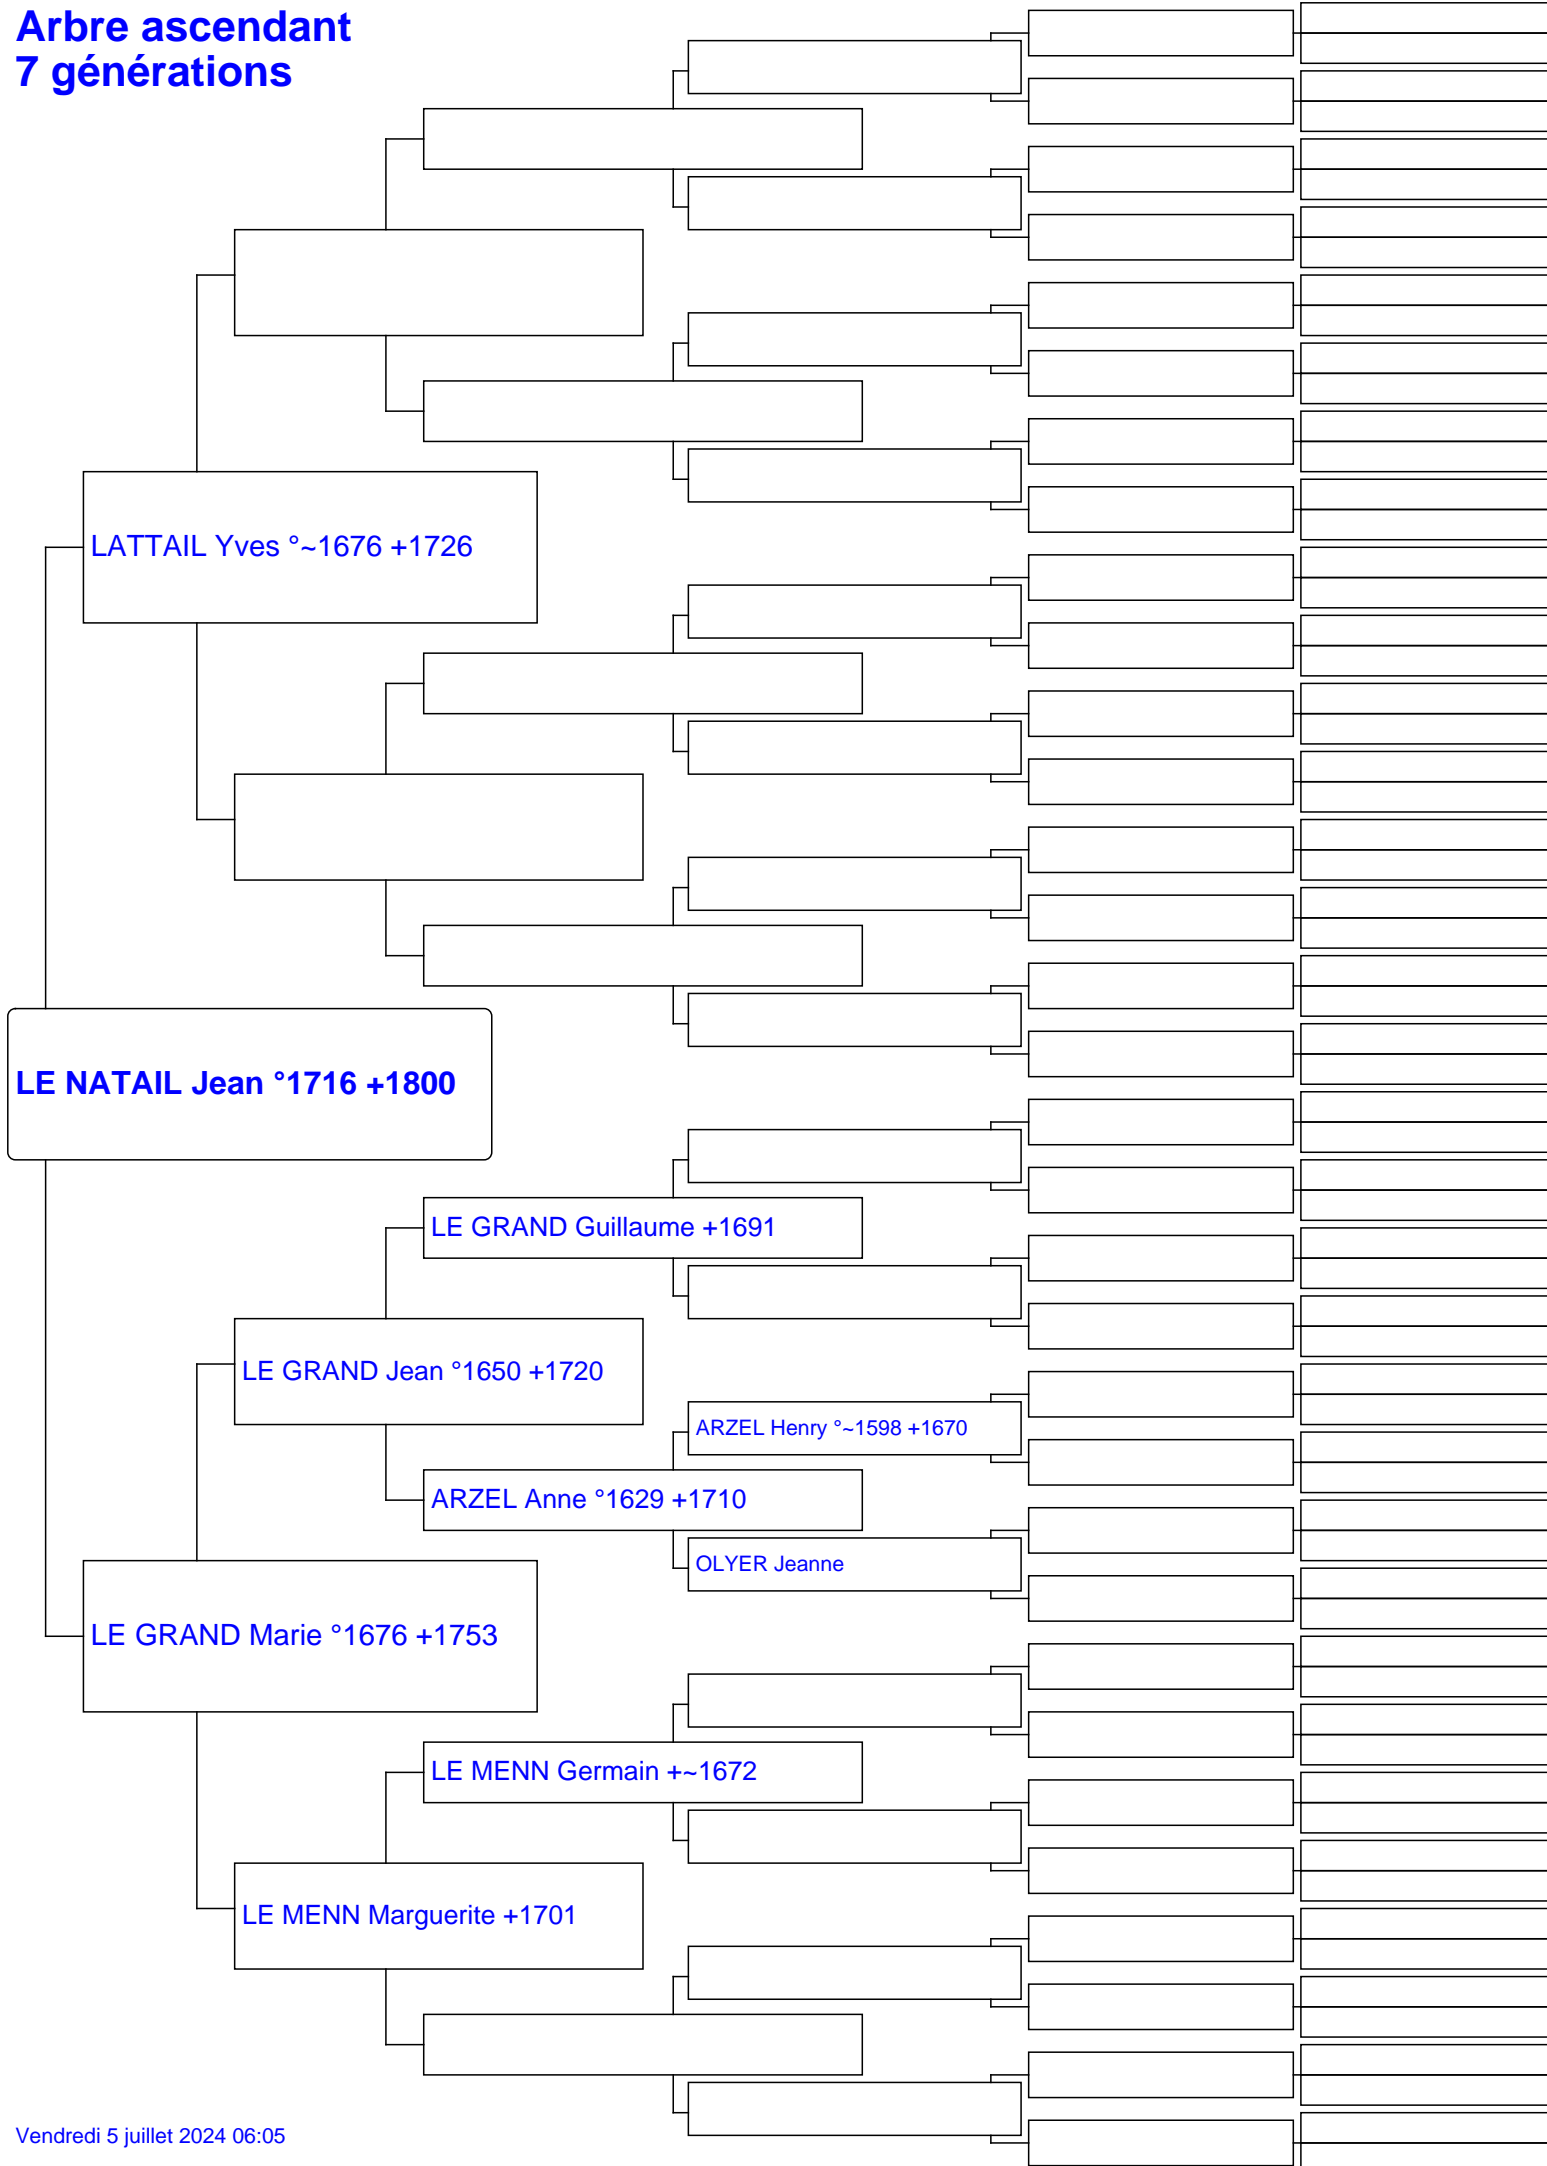 Arbre ascendant
7 générations
LATTAIL Yves °~1676 +1726
LE NATAIL Jean °1716 +1800
LE GRAND Guillaume +1691
LE GRAND Jean °1650 +1720
ARZEL Henry °~1598 +1670
ARZEL Anne °1629 +1710
OLYER Jeanne
LE GRAND Marie °1676 +1753
LE MENN Germain +~1672
LE MENN Marguerite +1701
Vendredi 5 juillet 2024 06:05